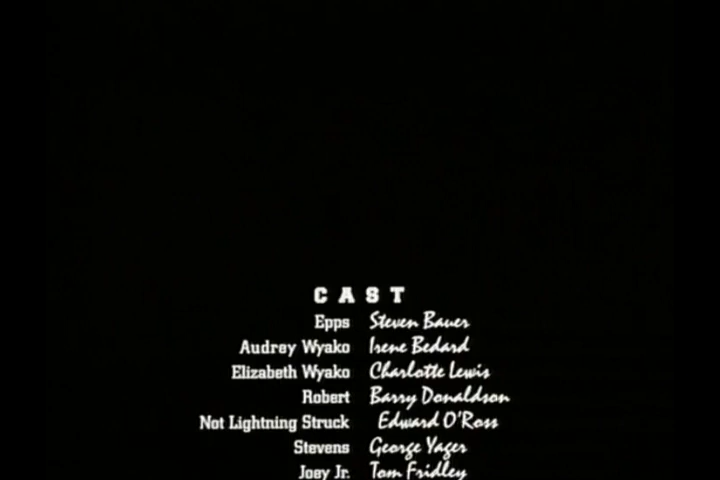 CAST
Epps Steven Bauer
Audrey Wyako Irene Bedard
Elizabeth Wyako Charlotte Lewis
Robert Barry Donaldson
Not Lightning Struck Edward O'Ross
Stevens George Yager
Joey Jr. Tom Fridley